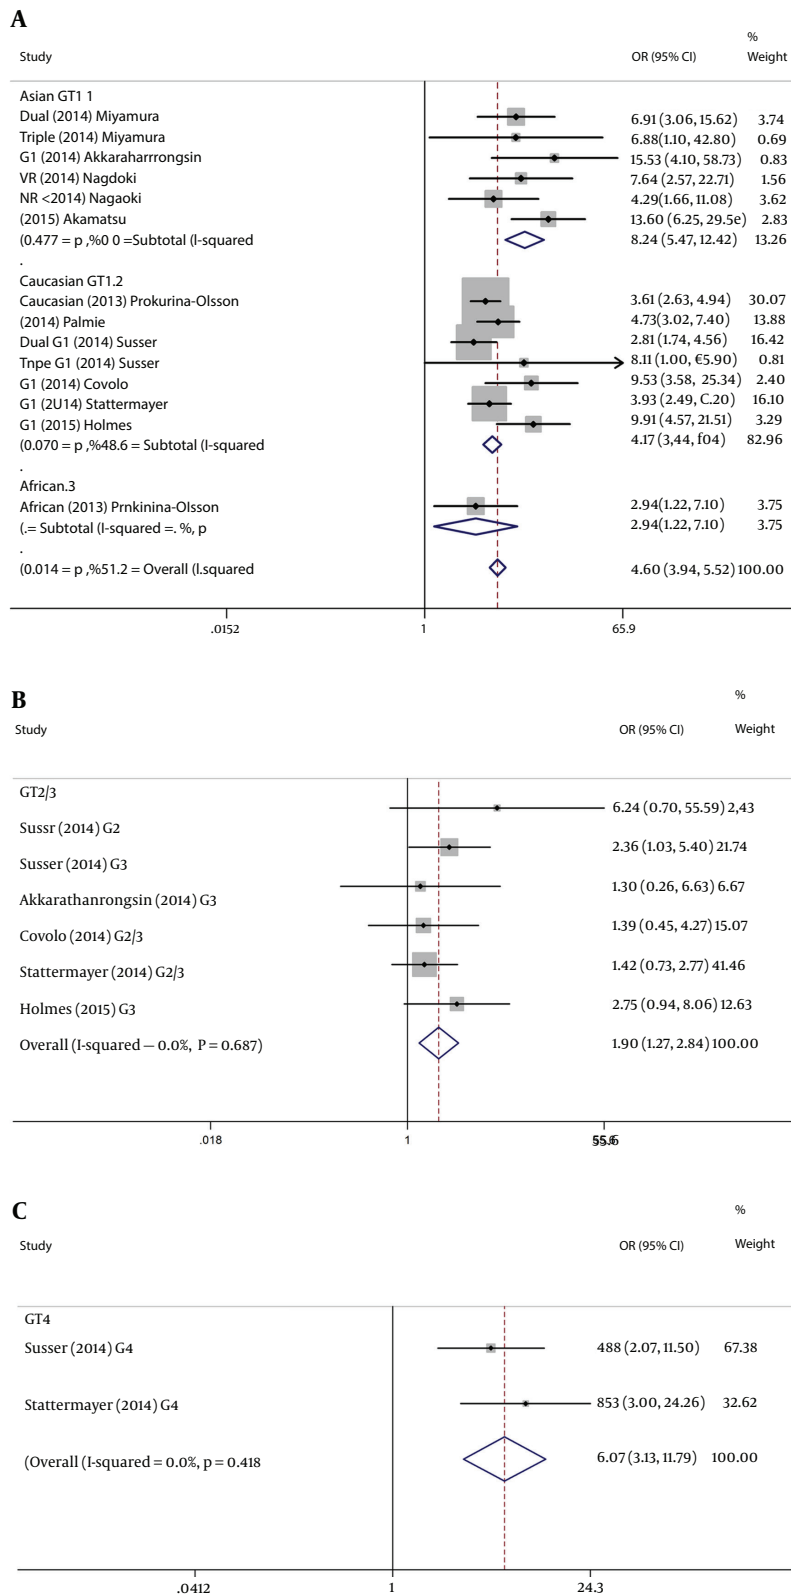 A
%
Study OR (95% CI) Weight
Asian GT1 1
Dual (2014) Miyamura 6.91 (3.06, 15.62) 3.74
Triple (2014) Miyamura 6.88(1.10, 42.80) 0.69
G1 (2014) Akkaraharrrongsin 15.53 (4.10, 58.73) 0.83
VR (2014) Nagdoki 7.64 (2.57, 22.71) 1.56
NR <2014) Nagaoki 4.29(1.66, 11.08) 3.62
(2015) Akamatsu 13.60 (6.25, 29.5e) 2.83
(0.477 = p ,%0 0 =Subtotal (l-squared 8.24 (5.47, 12.42) 13.26
.
Caucasian GT1.2
Caucasian (2013) Prokurina-Olsson 3.61 (2.63, 4.94) 30.07
(2014) Palmie 4.73(3.02, 7.40) 13.88
Dual G1 (2014) Susser 2.81 (1.74, 4.56) 16.42
Tnpe G1 (2014) Susser 8.11 (1.00, €5.90) 0.81
G1 (2014) Covolo 9.53 (3.58, 25.34) 2.40
G1 (2U14) Stattermayer 3.93 (2.49, C.20) 16.10
G1 (2015) Holmes 9.91 (4.57, 21.51) 3.29
(0.070 = p ,%48.6 = Subtotal (I-squared 4.17 (3,44, f04) 82.96
.
African.3
African (2013) Prnkinina-Olsson 2.94(1.22, 7.10) 3.75
(.= Subtotal (I-squared =. %, p 2.94(1.22, 7.10) 3.75
.
(0.014 = p ,%51.2 = Overall (l.squared 4.60 (3.94, 5.52) 100.00
.0152 1 65.9
B
%
Study OR (95% CI) Weight
GT2/3
6.24 (0.70, 55.59) 2,43
Sussr (2014) G2
2.36 (1.03, 5.40) 21.74
Susser (2014) G3
1.30 (0.26, 6.63) 6.67
Akkarathanrongsin (2014) G3
1.39 (0.45, 4.27) 15.07
Covolo (2014) G2/3
1.42 (0.73, 2.77) 41.46
Stattermayer (2014) G2/3
2.75 (0.94, 8.06) 12.63
Holmes (2015) G3
Overall (I-squared — 0.0%, P = 0.687) 1.90 (1.27, 2.84) 100.00
.018 1 55.6
C
%
Study OR (95% CI) Weight
GT4
Susser (2014) G4 488 (2.07, 11.50) 67.38
Stattermayer (2014) G4 853 (3.00, 24.26) 32.62
(Overall (I-squared = 0.0%, p = 0.418 6.07 (3.13, 11.79) 100.00
.0412 1 24.3